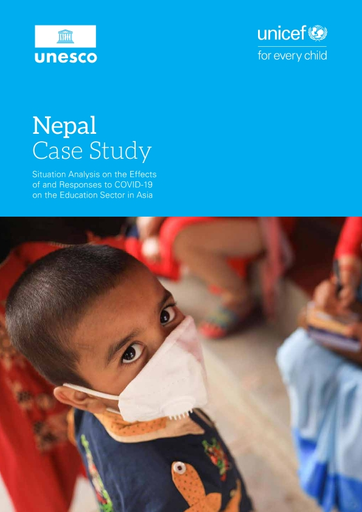 unesco
unicef
for every child
Nepal
Case Study
Situation Analysis on the Effects
of and Responses to COVID-19
on the Education Sector in Asia